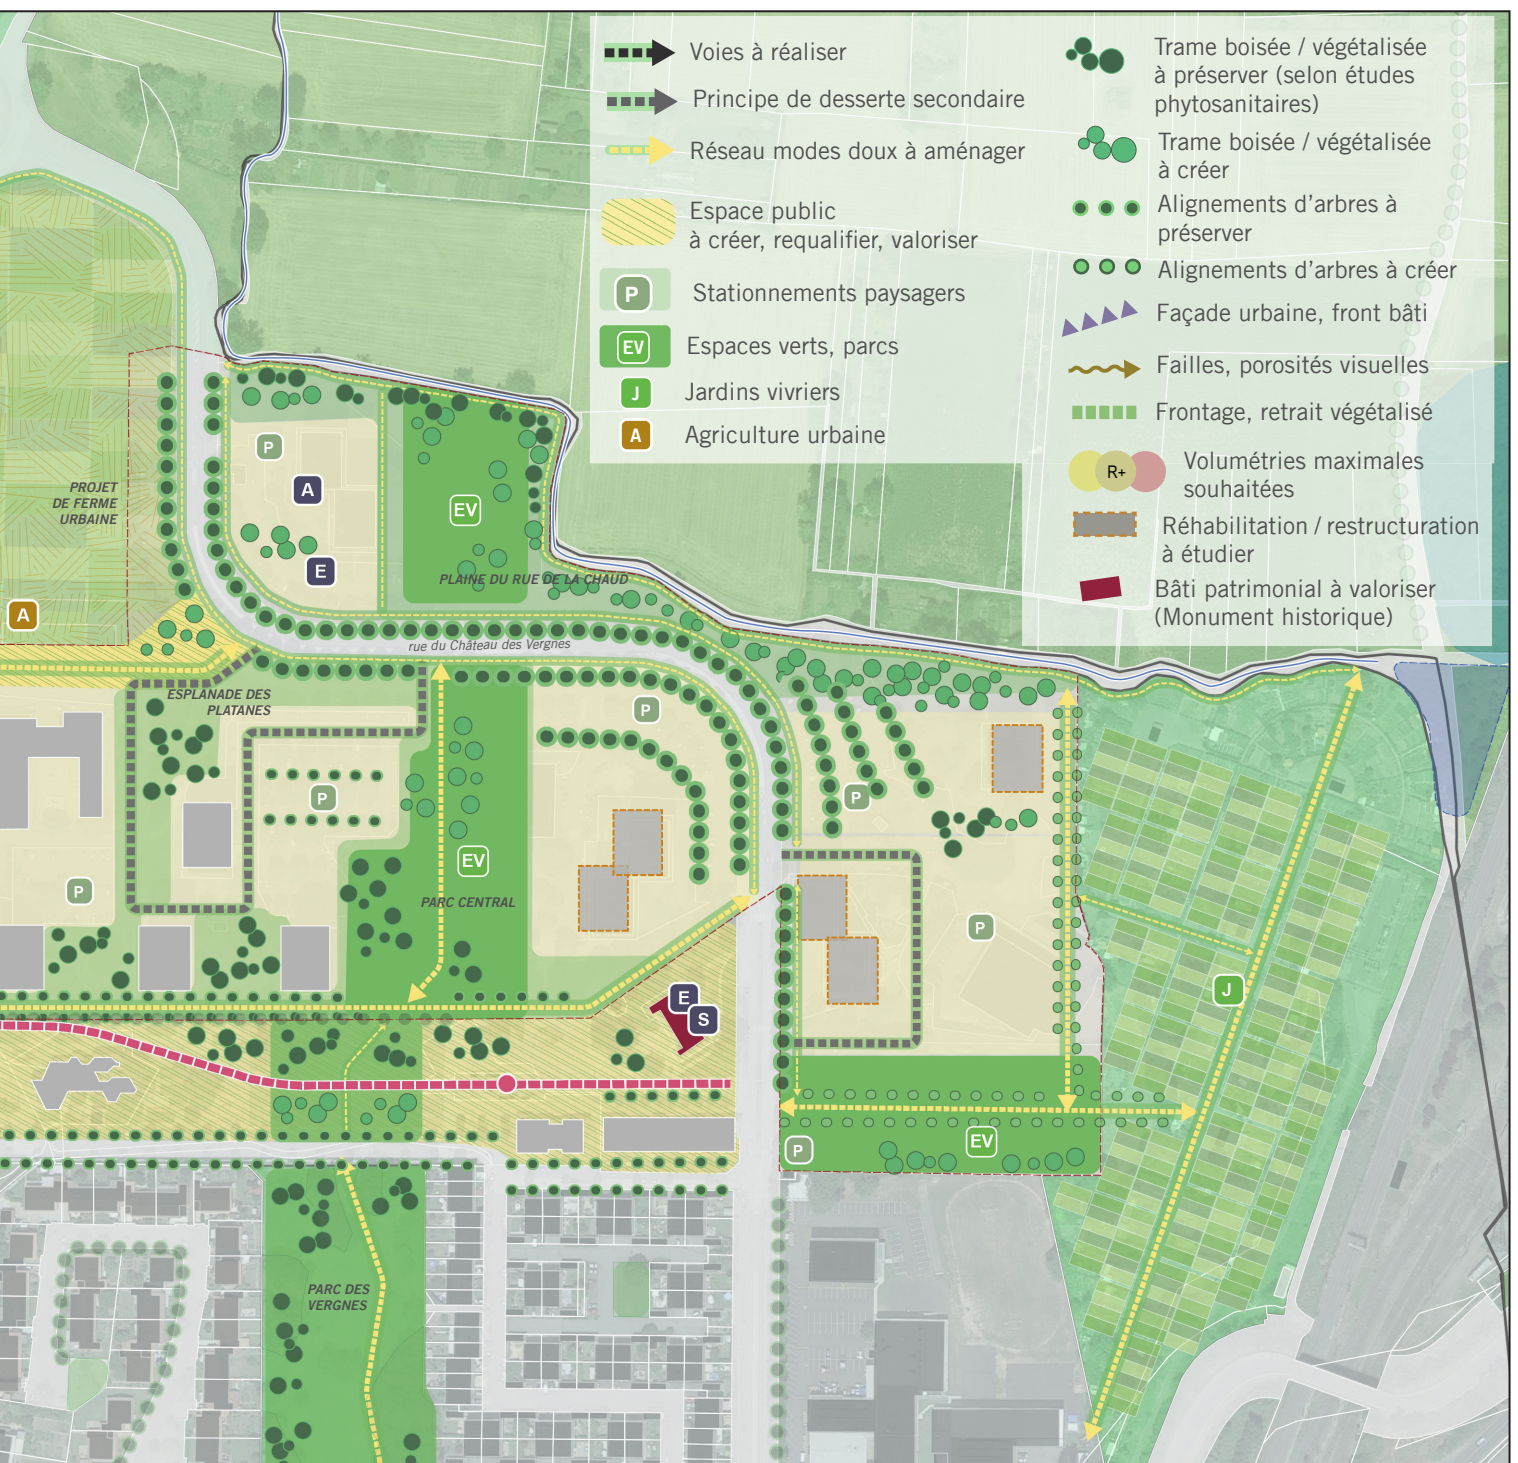 Voies à réaliser
Principe de desserte secondaire
Réseau modes doux à aménager
Espace public
à créer, requalifier, valoriser
P
Stationnements paysagers
EV
Espaces verts, parcs
J
Jardins vivriers
A
Agriculture urbaine
Trame boisée / végétalisée
à préserver (selon études
phytosanitaires)
Trame boisée / végétalisée
à créer
Alignements d'arbres à
préserver
Alignements d'arbres à créer
Façade urbaine, front bâti
Failles, porosités visuelles
Frontage, retrait végétalisé
R+
Volumétries maximales
souhaitées
Réhabilitation / restructuration
à étudier
Bâti patrimonial à valoriser
(Monument historique)
P
A
PROJET
DE FERME
URBAINE
EV
E
PLAINE DU RUE DE LA CHAUD
A
rue du Château des Vergnes
ESPLANADE DES
PLATANES
P
P
P
EV
P
PARC CENTRAL
P
J
E
S
EV
P
PARC DES
VERGNES